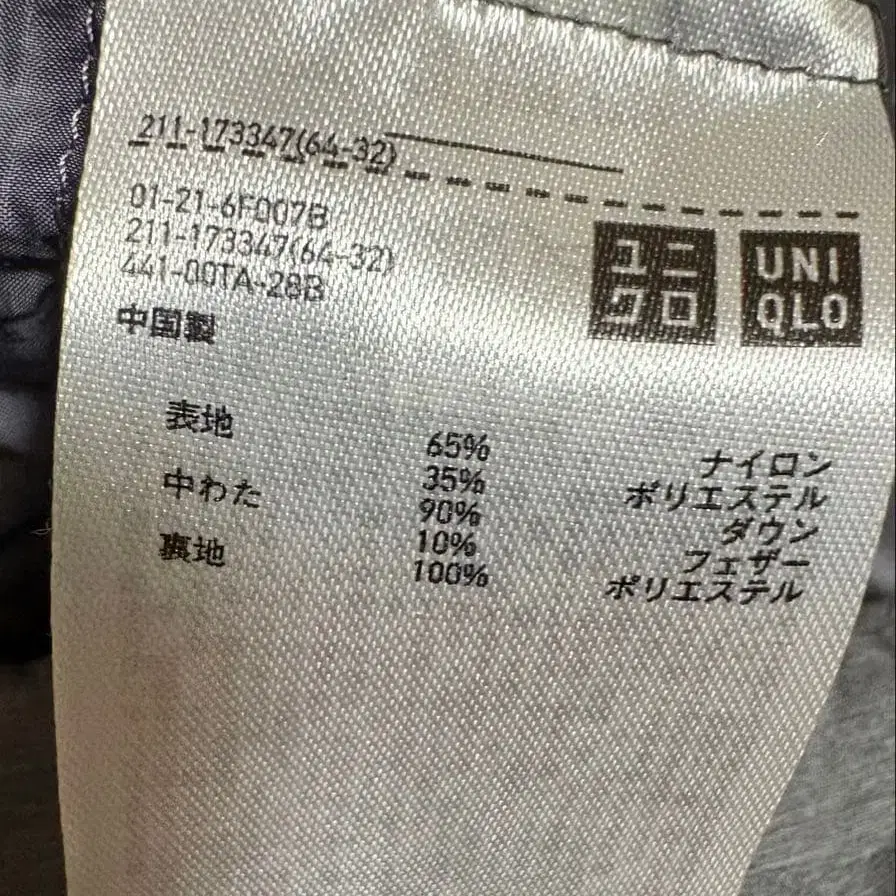 211-173347(64-32)
01-21-6F007B
211-173347(64-32)
441-00TA-28B
中国製
ユニ
クロ
UNI
QLO
表地 65% ナイロン
35% ポリエステル
中わた 90% ダウン
10% フェザー
裏地 100% ポリエステル